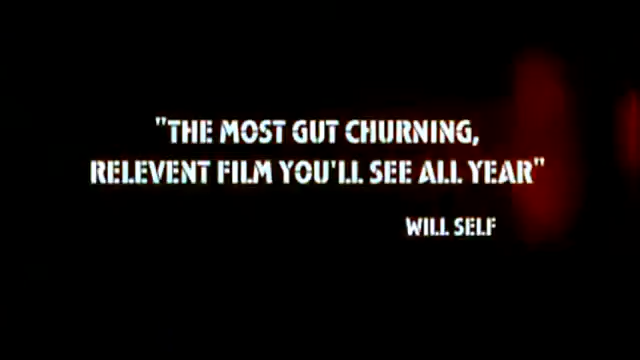 "THE MOST GUT CHURNING,
RELEVENT FILM YOU'LL SEE ALL YEAR"
WILL SELF